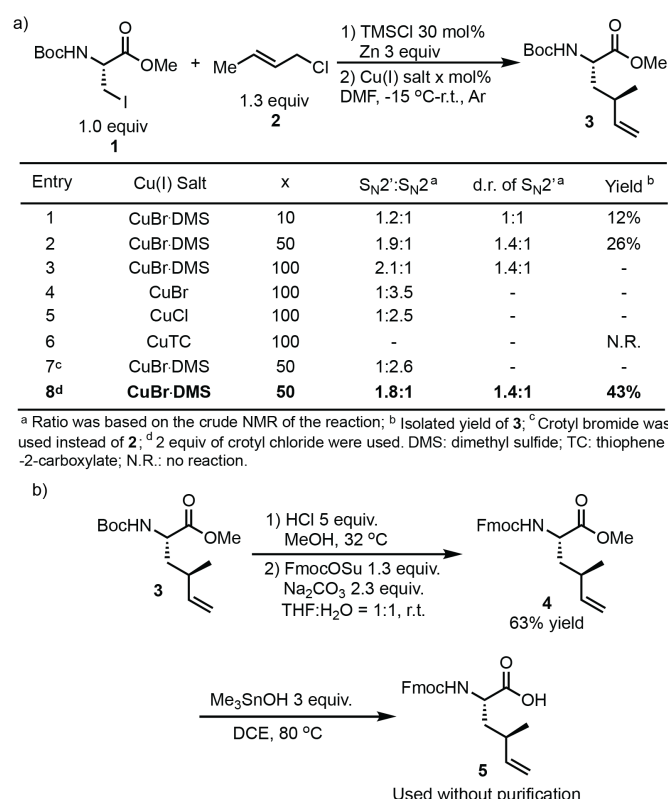 a)
BocHN
O
OMe
I
1.0 equiv
1
+
Me
Cl
1.3 equiv
2
1) TMSCl 30 mol%
Zn 3 equiv
2) Cu(I) salt x mol%
DMF, -15 °C-r.t., Ar
BocHN
O
OMe
3
Entry Cu(I) Salt x SN2':SN2 a d.r. of SN2' a Yield b
1 CuBr·DMS 10 1.2:1 1:1 12%
2 CuBr·DMS 50 1.9:1 1.4:1 26%
3 CuBr·DMS 100 2.1:1 1.4:1 -
4 CuBr 100 1:3.5 - -
5 CuCl 100 1:2.5 - -
6 CuTC 100 - - N.R.
7c CuBr·DMS 50 1:2.6 - -
8d CuBr·DMS 50 1.8:1 1.4:1 43%
a Ratio was based on the crude NMR of the reaction; b Isolated yield of 3; c Crotyl bromide was
used instead of 2; d 2 equiv of crotyl chloride were used. DMS: dimethyl sulfide; TC: thiophene
-2-carboxylate; N.R.: no reaction.
b)
BocHN
O
OMe
3
1) HCl 5 equiv.
MeOH, 32 °C
2) FmocOSu 1.3 equiv.
Na2CO3 2.3 equiv.
THF:H2O = 1:1, r.t.
FmocHN
O
OMe
4
63% yield
Me3SnOH 3 equiv.
DCE, 80 °C
FmocHN
O
OH
5
Used without purification